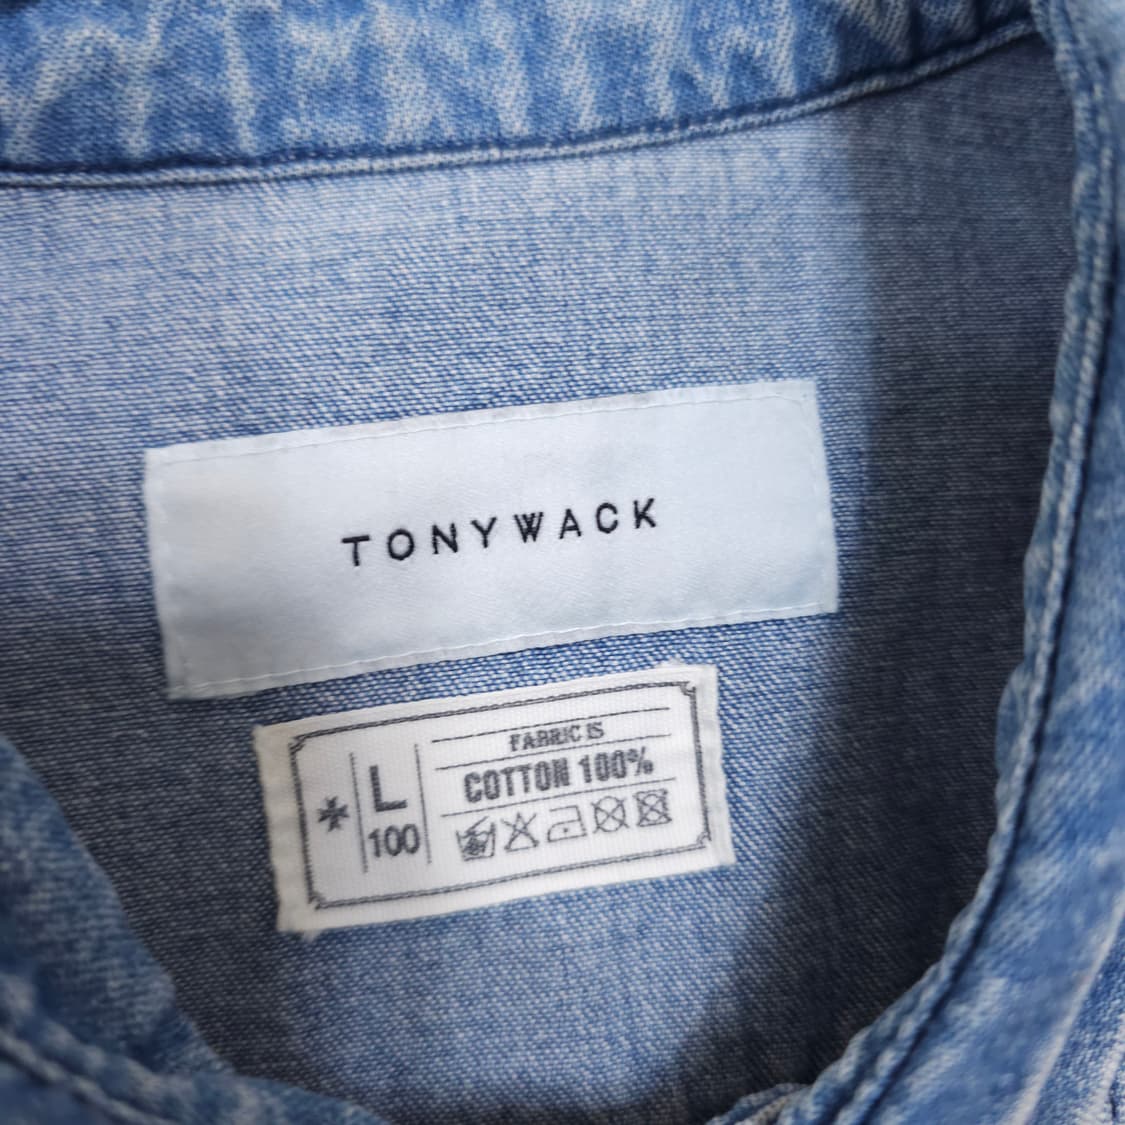 TONYWACK
L
100
FABRIC IS
COTTON 100%